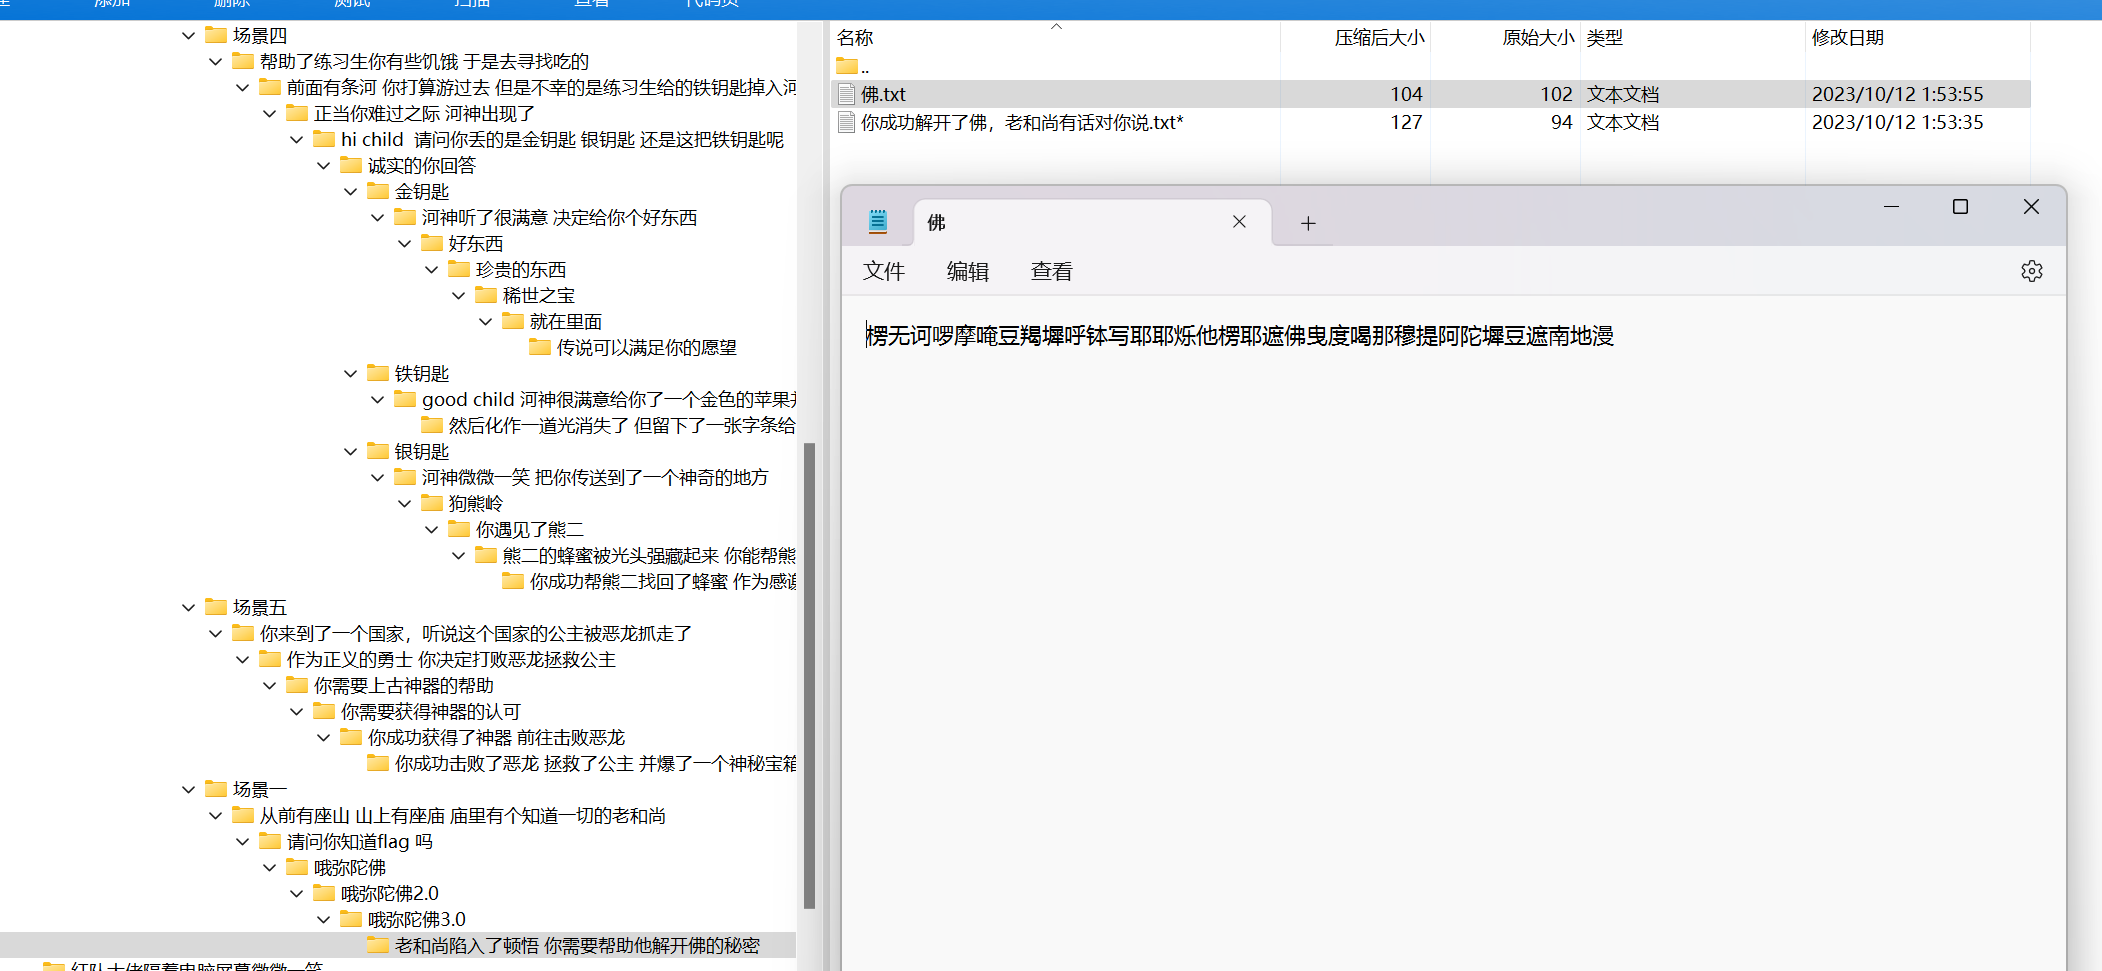 添加 删除 测试 扫描 查看 代码页
场景四
帮助了练习生你有些饥饿 于是去寻找吃的
前面有条河 你打算游过去 但是不幸的是练习生给的铁钥匙掉入河
正当你难过之际 河神出现了
hi child  请问你丢的是金钥匙 银钥匙 还是这把铁钥匙呢
诚实的你回答
金钥匙
河神听了很满意 决定给你个好东西
好东西
珍贵的东西
稀世之宝
就在里面
传说可以满足你的愿望
铁钥匙
good child 河神很满意给你了一个金色的苹果
然后化作一道光消失了 但留下了一张字条给
银钥匙
河神微微一笑 把你传送到了一个神奇的地方
狗熊岭
你遇见了熊二
熊二的蜂蜜被光头强藏起来 你能帮熊
你成功帮熊二找回了蜂蜜 作为感谢
场景五
你来到了一个国家，听说这个国家的公主被恶龙抓走了
作为正义的勇士 你决定打败恶龙拯救公主
你需要上古神器的帮助
你需要获得神器的认可
你成功获得了神器 前往击败恶龙
你成功击败了恶龙 拯救了公主 并爆了一个神秘宝箱
场景一
从前有座山 山上有座庙 庙里有个知道一切的老和尚
请问你知道flag 吗
哦弥陀佛
哦弥陀佛2.0
哦弥陀佛3.0
老和尚陷入了顿悟 你需要帮助他解开佛的秘密
红队大佬隔着电脑屏幕微微一笑
名称 压缩后大小 原始大小 类型 修改日期
..
佛.txt 104 102 文本文档 2023/10/12 1:53:55
你成功解开了佛，老和尚有话对你说.txt* 127 94 文本文档 2023/10/12 1:53:35
佛
文件 编辑 查看
楞无诃啰摩唵豆羯墀呼钵写耶耶烁他楞耶遮佛曳度喝那穆提阿陀墀豆遮南地漫